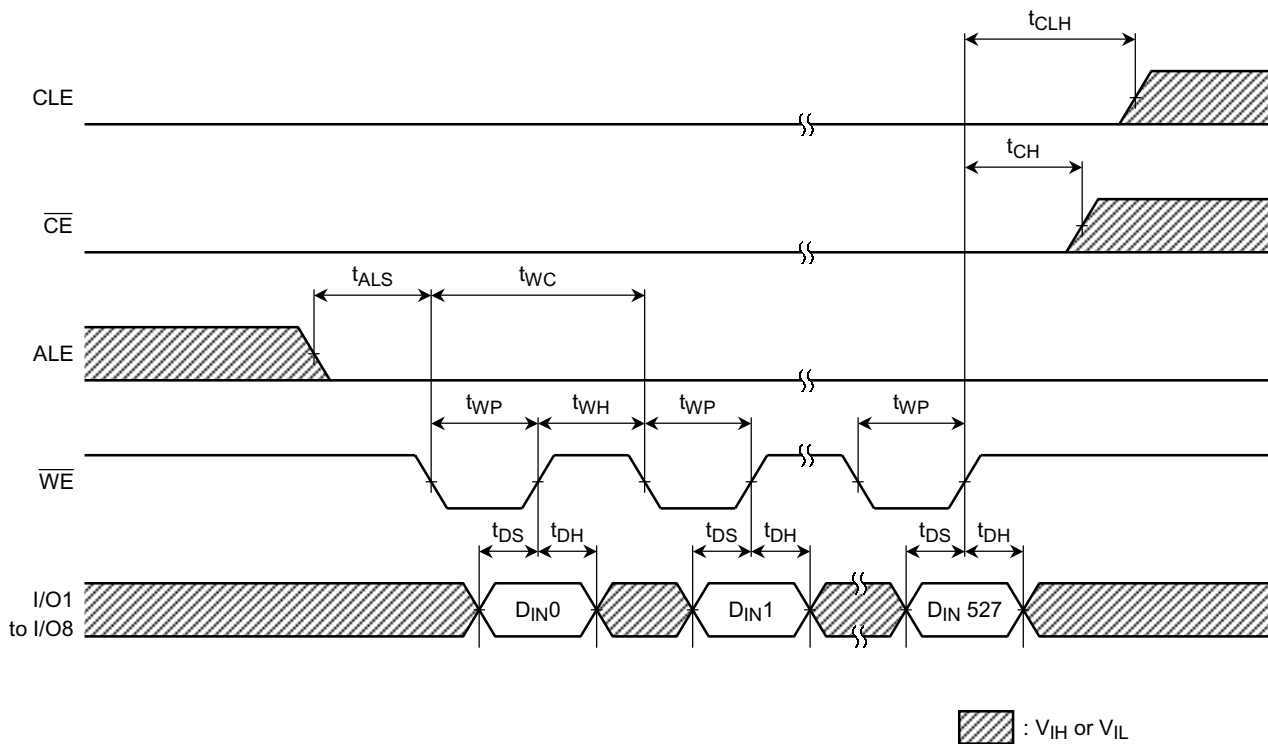 tCLH
CLE
tCH
CE
tALS
tWC
ALE
tWP
tWH
tWP
tWP
WE
tDS
tDH
tDS
tDH
tDS
tDH
I/O1
to I/O8
DIN0
DIN1
DIN 527
: VIH or VIL